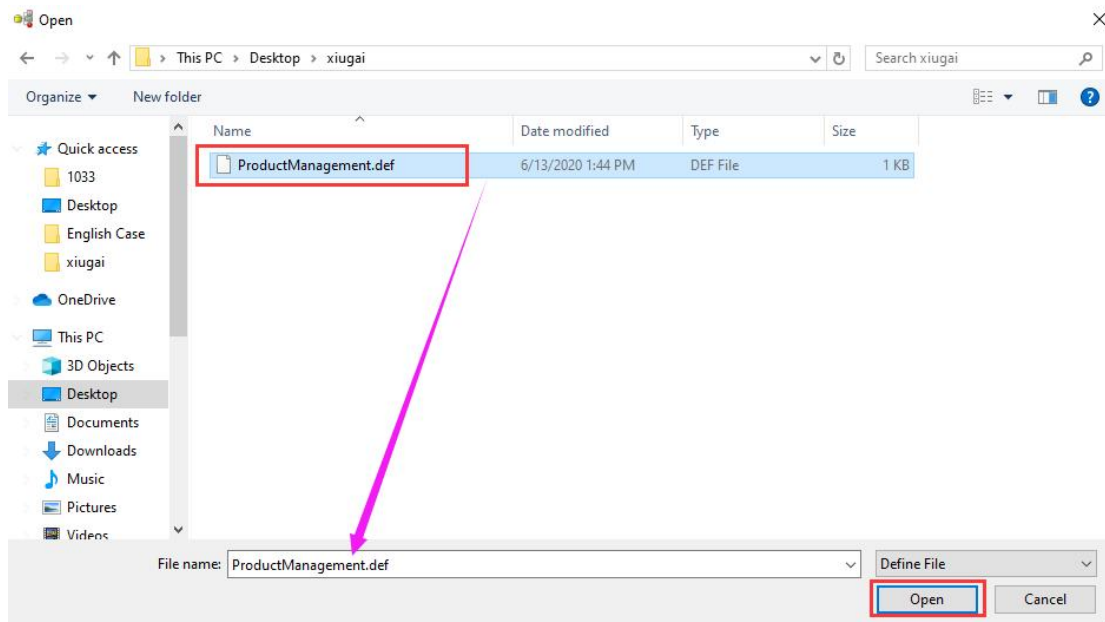 Open
This PC > Desktop > xiugai
Search xiugai
Organize New folder
Name Date modified Type Size
ProductManagement.def 6/13/2020 1:44 PM DEF File 1 KB
Quick access
1033
Desktop
English Case
xiugai
OneDrive
This PC
3D Objects
Desktop
Documents
Downloads
Music
Pictures
Videos
File name: ProductManagement.def Define File
Open Cancel